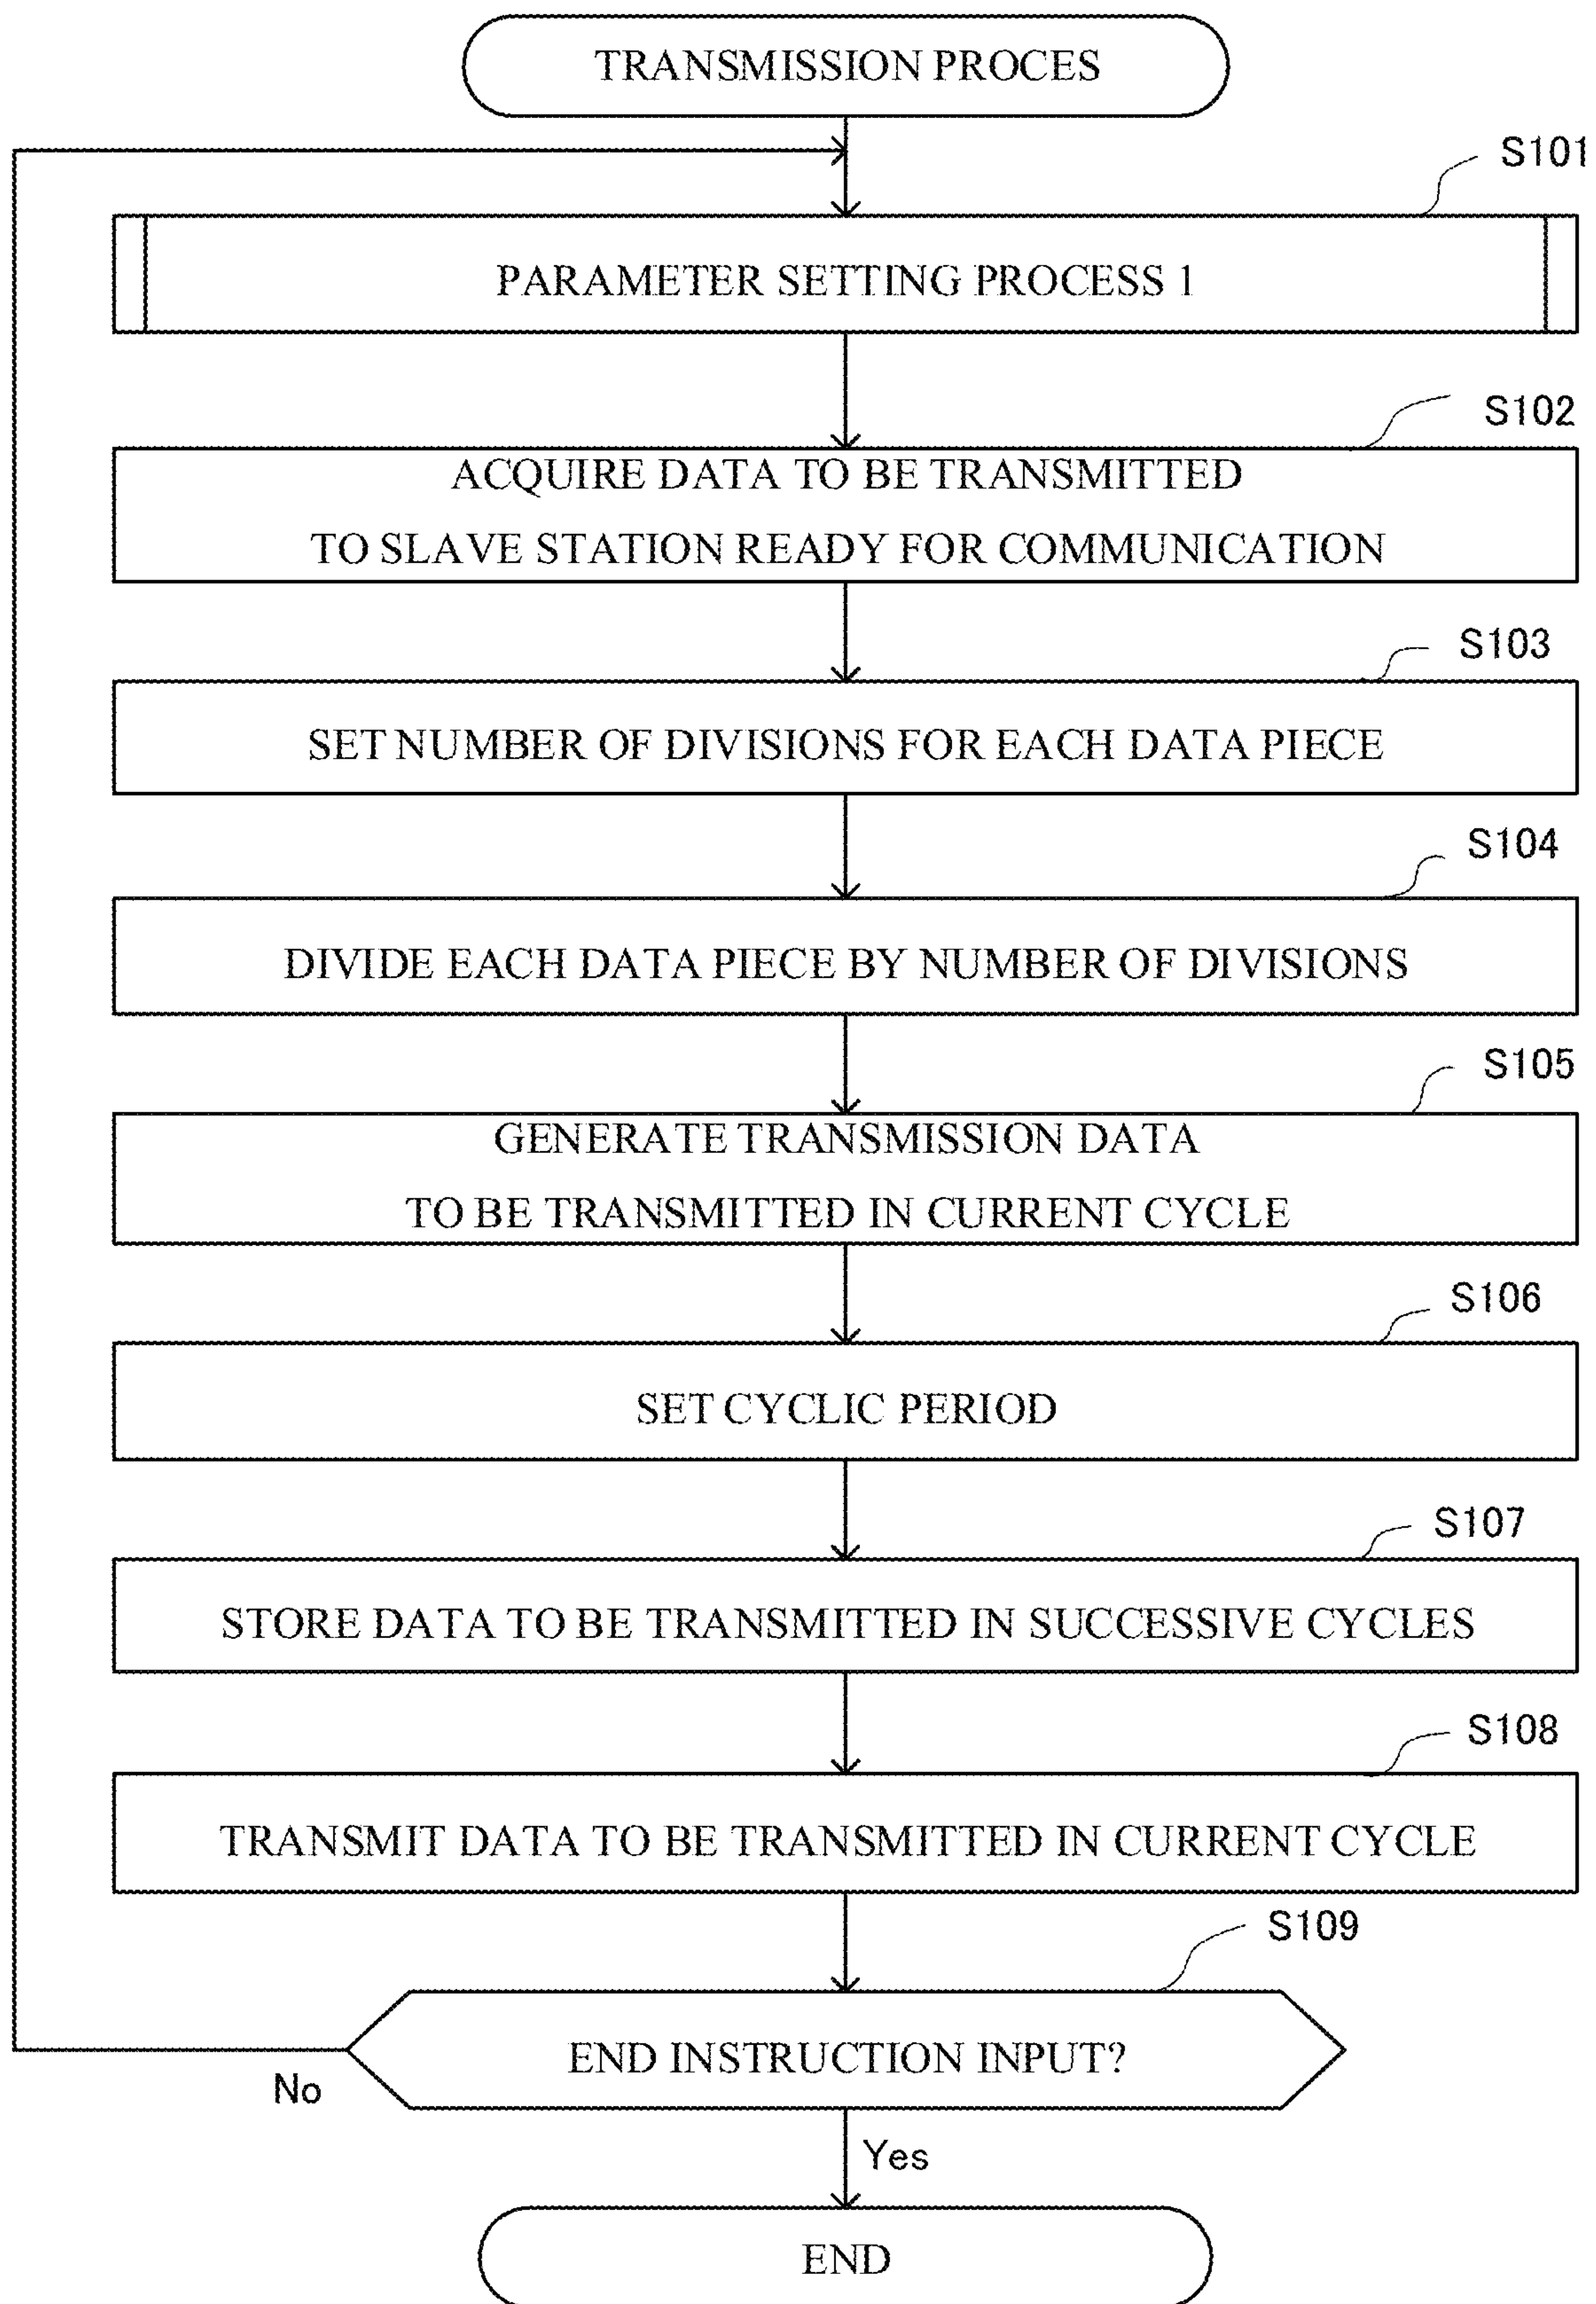 TRANSMISSION PROCES
S101
PARAMETER SETTING PROCESS 1
S102
ACQUIRE DATA TO BE TRANSMITTED
TO SLAVE STATION READY FOR COMMUNICATION
S103
SET NUMBER OF DIVISIONS FOR EACH DATA PIECE
S104
DIVIDE EACH DATA PIECE BY NUMBER OF DIVISIONS
S105
GENERATE TRANSMISSION DATA
TO BE TRANSMITTED IN CURRENT CYCLE
S106
SET CYCLIC PERIOD
S107
STORE DATA TO BE TRANSMITTED IN SUCCESSIVE CYCLES
S108
TRANSMIT DATA TO BE TRANSMITTED IN CURRENT CYCLE
S109
END INSTRUCTION INPUT?
No
Yes
END